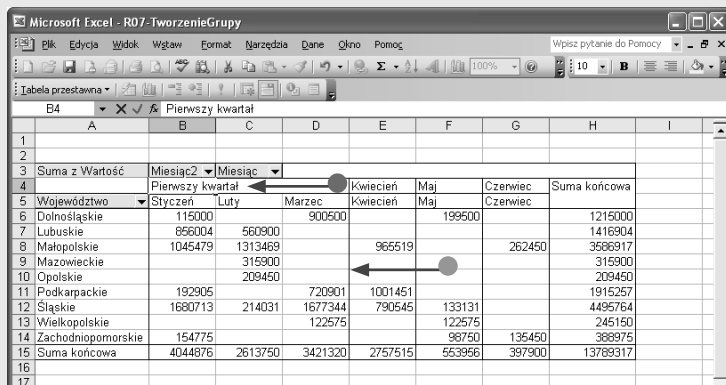 Microsoft Excel - R07-TworzenieGrupy
Plik Edycja Widok Wstaw Format Narzędzia Dane Okno Pomoc Wpisz pytanie do Pomocy
100% 10 B
Tabela przestawna
B4 Pierwszy kwartał
A B C D E F G H I
1
2
3 Suma z Wartość Miesiąc2 Miesiąc
4 Pierwszy kwartał Kwiecień Maj Czerwiec Suma końcowa
5 Województwo Styczeń Luty Marzec Kwiecień Maj Czerwiec
6 Dolnośląskie 115000 900500 199500 1215000
7 Lubuskie 856004 560900 1416904
8 Małopolskie 1045479 1313469 965519 262450 3586917
9 Mazowieckie 315900 315900
10 Opolskie 209450 209450
11 Podkarpackie 192905 720901 1001451 1915257
12 Śląskie 1680713 214031 1677344 790545 133131 4495764
13 Wielkopolskie 122575 122575 245150
14 Zachodniopomorskie 154775 98750 135450 388975
15 Suma końcowa 4044876 2613750 3421320 2757515 553956 397900 13789317
16
17